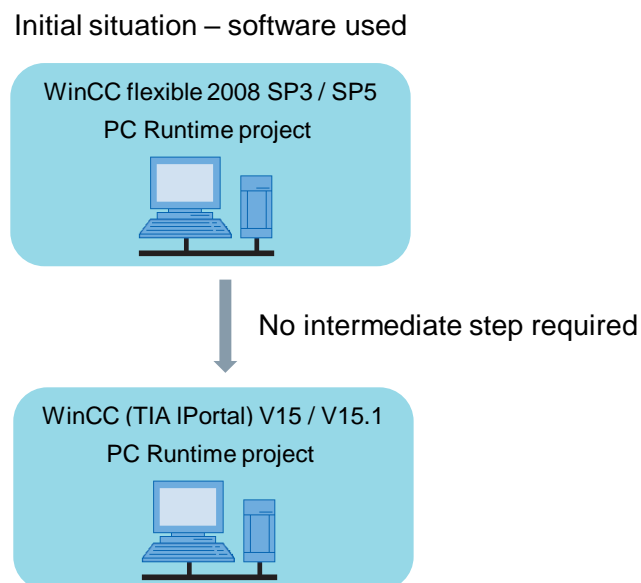 Initial situation – software used
WinCC flexible 2008 SP3 / SP5
PC Runtime project
No intermediate step required
WinCC (TIA lPortal) V15 / V15.1
PC Runtime project